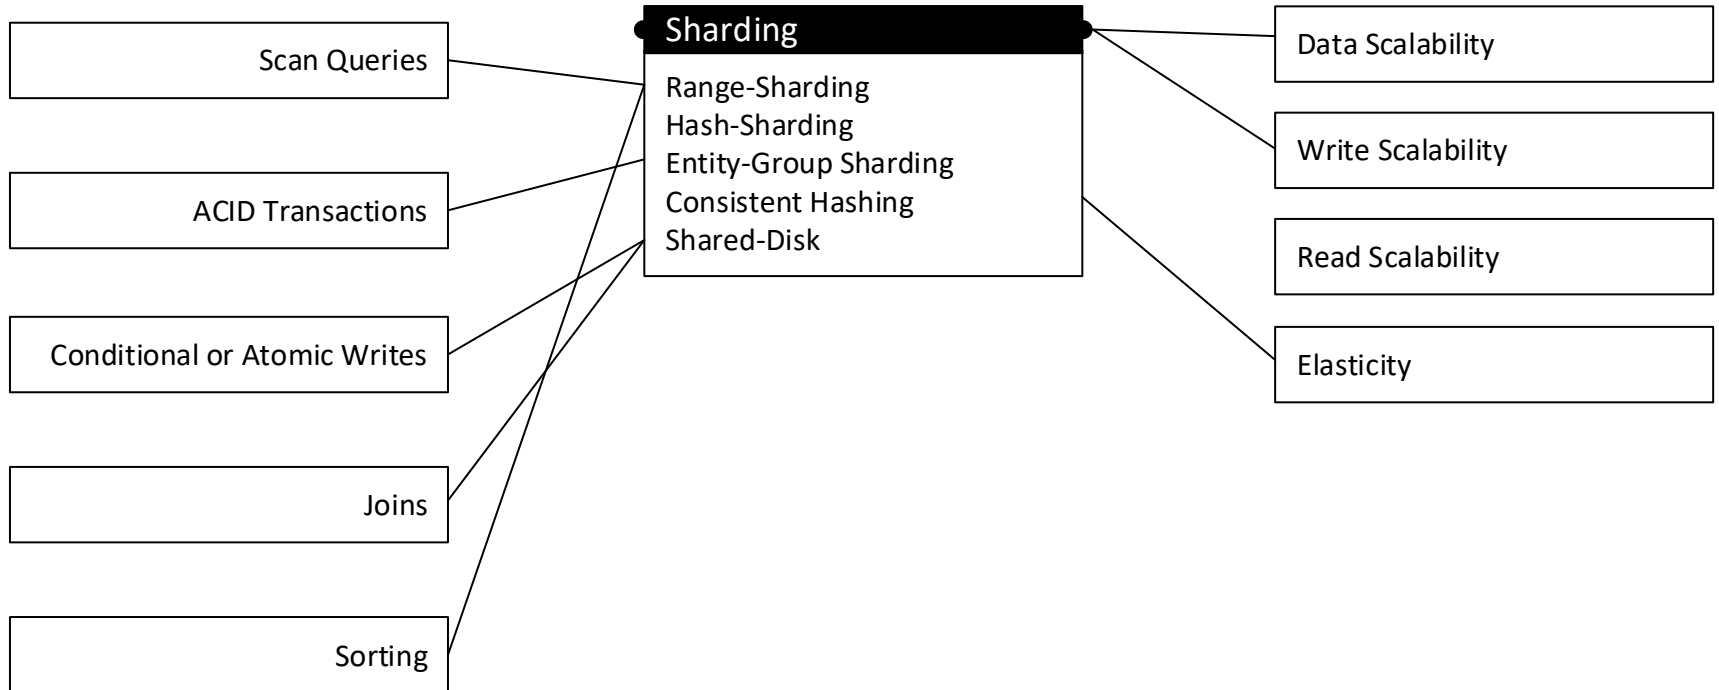 Scan Queries
ACID Transactions
Conditional or Atomic Writes
Joins
Sorting
Sharding
Range-Sharding
Hash-Sharding
Entity-Group Sharding
Consistent Hashing
Shared-Disk
Data Scalability
Write Scalability
Read Scalability
Elasticity